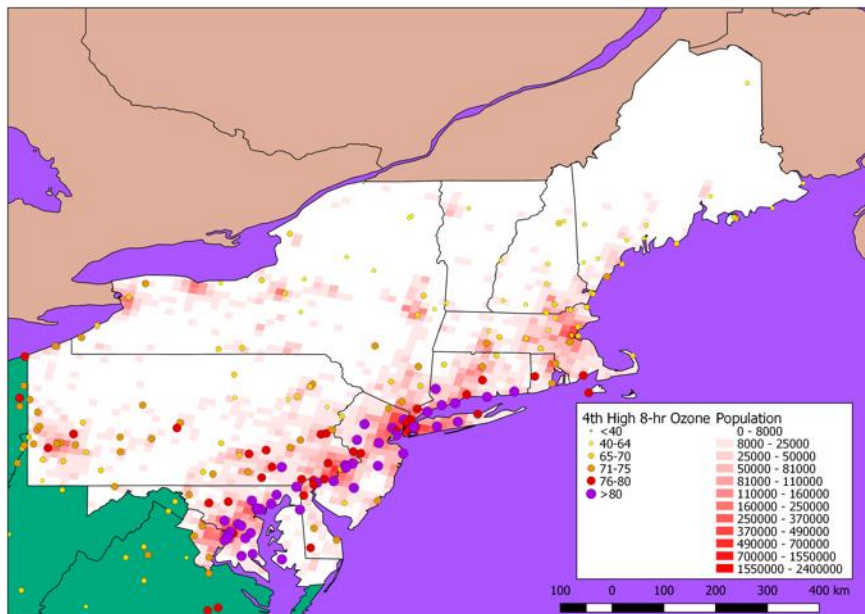 4th High 8-hr Ozone
<40
40-64
65-70
71-75
76-80
>80
Population
0 - 8000
8000 - 25000
25000 - 50000
50000 - 81000
81000 - 110000
110000 - 160000
160000 - 250000
250000 - 370000
370000 - 490000
490000 - 700000
700000 - 1550000
1550000 - 2400000
100 0 100 200 300 400 km